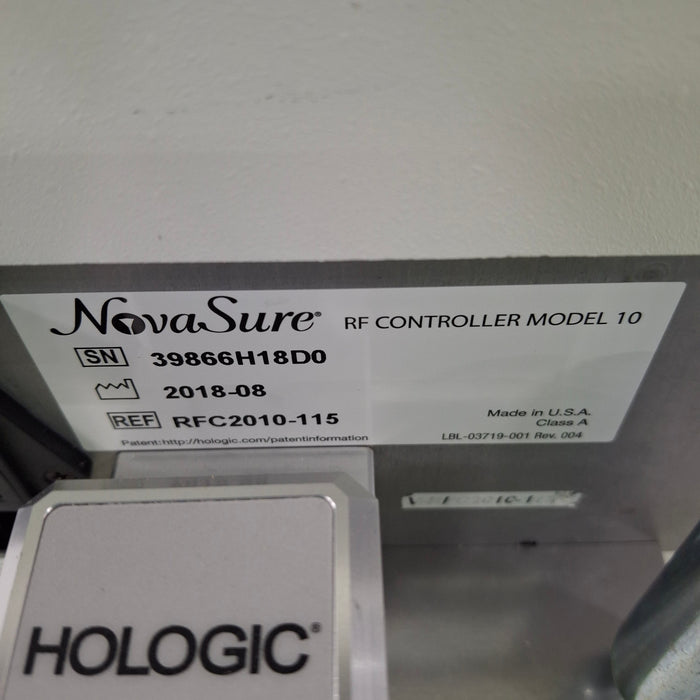 NovaSure® RF CONTROLLER MODEL 10
SN 39866H18D0
2018-08
REF RFC2010-115
Made in U.S.A.
Class A
Patent:http://hologic.com/patentinformation
LBL-03719-001 Rev. 004
HOLOGIC®